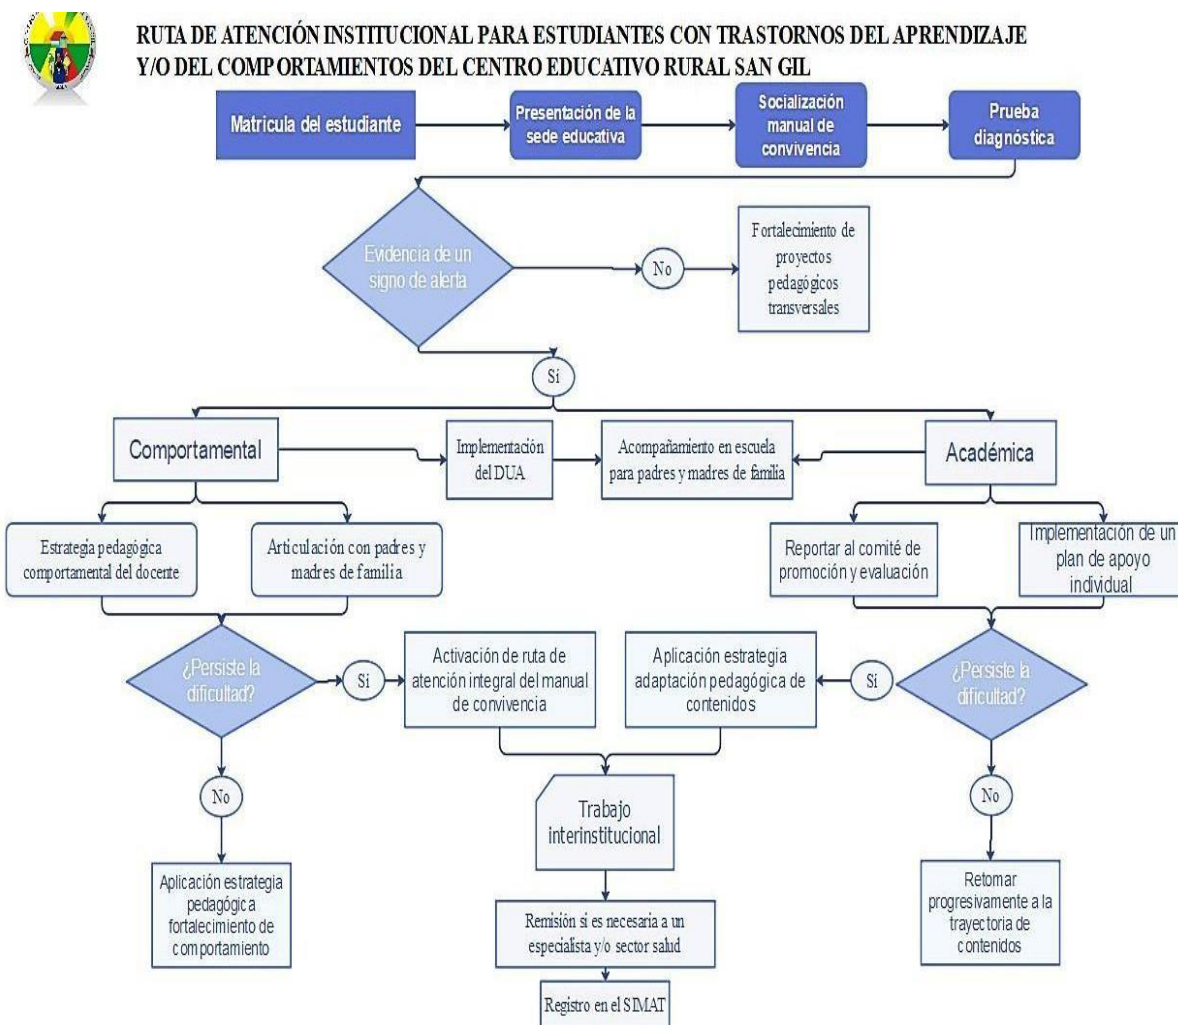 RUTA DE ATENCIÓN INSTITUCIONAL PARA ESTUDIANTES CON TRASTORNOS DEL APRENDIZAJE
Y/O DEL COMPORTAMIENTOS DEL CENTRO EDUCATIVO RURAL SAN GIL
Matricula del estudiante
Presentación de la
sede educativa
Socialización
manual de
convivencia
Prueba
diagnóstica
Evidencia de un
signo de alerta
No
Fortalecimiento de
proyectos
pedagógicos
transversales
Si
Comportamental
Implementación
del DUA
Acompañamiento en escuela
para padres y madres de familia
Académica
Estrategia pedagógica
comportamental del docente
Articulación con padres y
madres de familia
Reportar al comité de
promoción y evaluación
Implementación de un
plan de apoyo
individual
¿Persiste la
dificultad?
Si
Activación de ruta de
atención integral del manual
de convivencia
Aplicación estrategia
adaptación pedagógica de
contenidos
Si
¿Persiste la
dificultad?
No
Trabajo
interinstitucional
No
Aplicación estrategia
pedagógica
fortalecimiento de
comportamiento
Remisión si es necesaria a un
especialista y/o sector salud
Retomar
progresivamente a la
trayectoria de
contenidos
Registro en el SIMAT